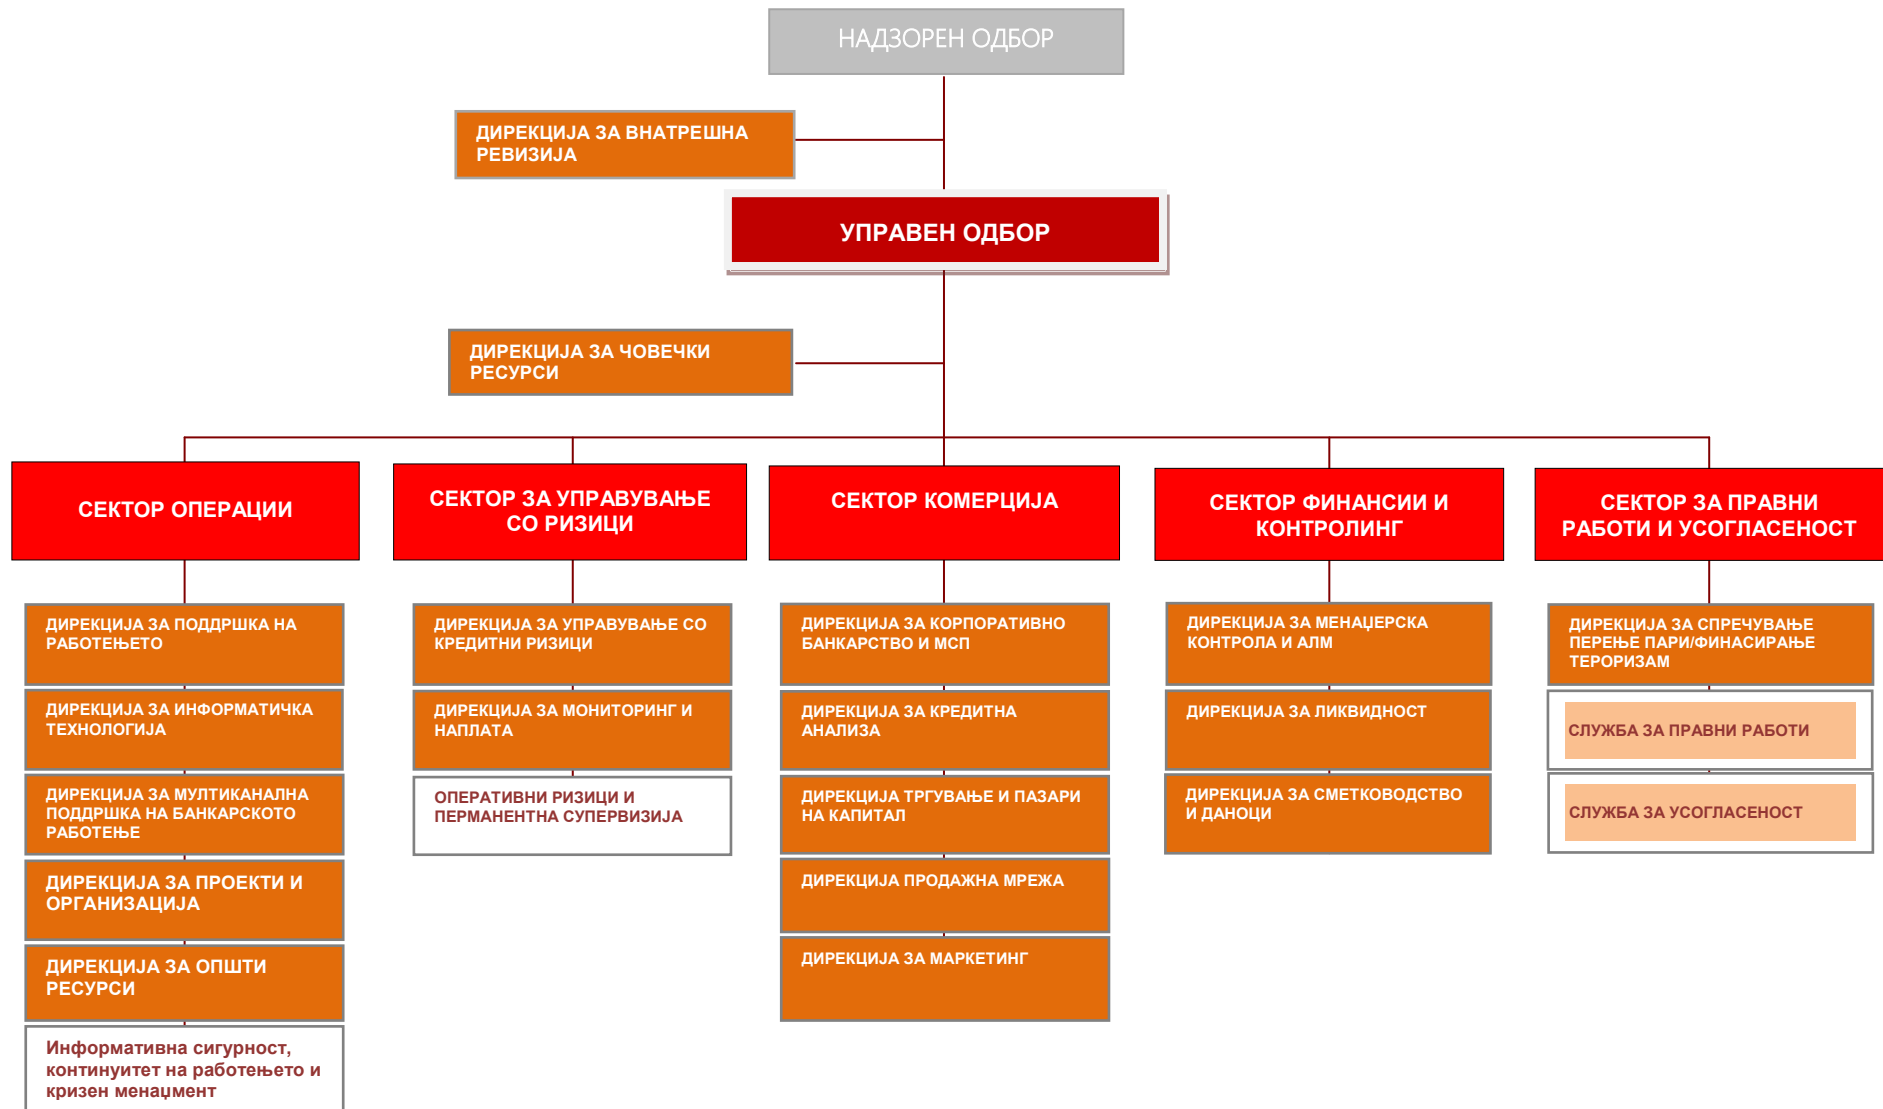 НАДЗОРЕН ОДБОР
ДИРЕКЦИЈА ЗА ВНАТРЕШНА
РЕВИЗИЈА
УПРАВЕН ОДБОР
ДИРЕКЦИЈА ЗА ЧОВЕЧКИ
РЕСУРСИ
СЕКТОР ОПЕРАЦИИ
ДИРЕКЦИЈА ЗА ПОДДРШКА НА
РАБОТЕЊЕТО
ДИРЕКЦИЈА ЗА ИНФОРМАТИЧКА
ТЕХНОЛОГИЈА
ДИРЕКЦИЈА ЗА МУЛТИКАНАЛНА
ПОДДРШКА НА БАНКАРСКОТО
РАБОТЕЊЕ
ДИРЕКЦИЈА ЗА ПРОЕКТИ И
ОРГАНИЗАЦИЈА
ДИРЕКЦИЈА ЗА ОПШТИ
РЕСУРСИ
Информативна сигурност,
континуитет на работењето и
кризен менаџмент
СЕКТОР ЗА УПРАВУВАЊЕ
СО РИЗИЦИ
ДИРЕКЦИЈА ЗА УПРАВУВАЊЕ СО
КРЕДИТНИ РИЗИЦИ
ДИРЕКЦИЈА ЗА МОНИТОРИНГ И
НАПЛАТА
ОПЕРАТИВНИ РИЗИЦИ И
ПЕРМАНЕНТНА СУПЕРВИЗИЈА
СЕКТОР КОМЕРЦИЈА
ДИРЕКЦИЈА ЗА КОРПОРАТИВНО
БАНКАРСТВО И МСП
ДИРЕКЦИЈА ЗА КРЕДИТНА
АНАЛИЗА
ДИРЕКЦИЈА ТРГУВАЊЕ И ПАЗАРИ
НА КАПИТАЛ
ДИРЕКЦИЈА ПРОДАЖНА МРЕЖА
ДИРЕКЦИЈА ЗА МАРКЕТИНГ
СЕКТОР ФИНАНСИИ И
КОНТРОЛИНГ
ДИРЕКЦИЈА ЗА МЕНАЏЕРСКА
КОНТРОЛА И АЛМ
ДИРЕКЦИЈА ЗА ЛИКВИДНОСТ
ДИРЕКЦИЈА ЗА СМЕТКОВОДСТВО
И ДАНОЦИ
СЕКТОР ЗА ПРАВНИ
РАБОТИ И УСОГЛАСЕНОСТ
ДИРЕКЦИЈА ЗА СПРЕЧУВАЊЕ
ПЕРЕЊЕ ПАРИ/ФИНАСИРАЊЕ
ТЕРОРИЗАМ
СЛУЖБА ЗА ПРАВНИ РАБОТИ
СЛУЖБА ЗА УСОГЛАСЕНОСТ